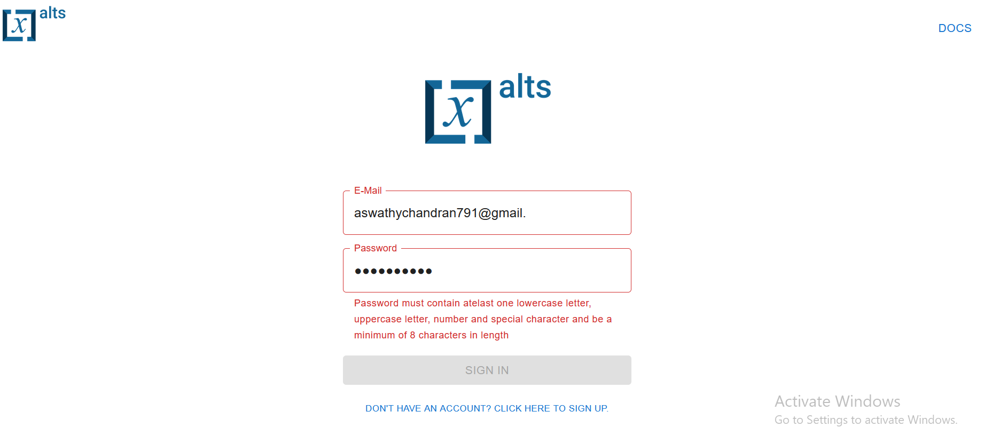 x alts
DOCS
x alts
E-Mail
aswathychandran791@gmail.
Password
Password must contain atelast one lowercase letter,
uppercase letter, number and special character and be a
minimum of 8 characters in length
SIGN IN
DON'T HAVE AN ACCOUNT? CLICK HERE TO SIGN UP.
Activate Windows
Go to Settings to activate Windows.